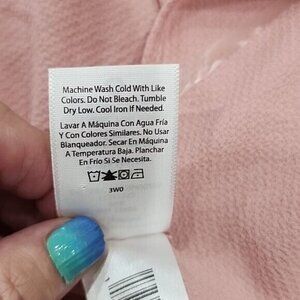 Machine Wash Cold With Like
Colors. Do Not Bleach. Tumble
Dry Low. Cool Iron If Needed.
Lavar A Máquina Con Agua Fría
Y Con Colores Similares. No Usar
Blanqueador. Secar En Máquina
A Temperatura Baja. Planchar
En Frío Si Se Necesita.
3W0